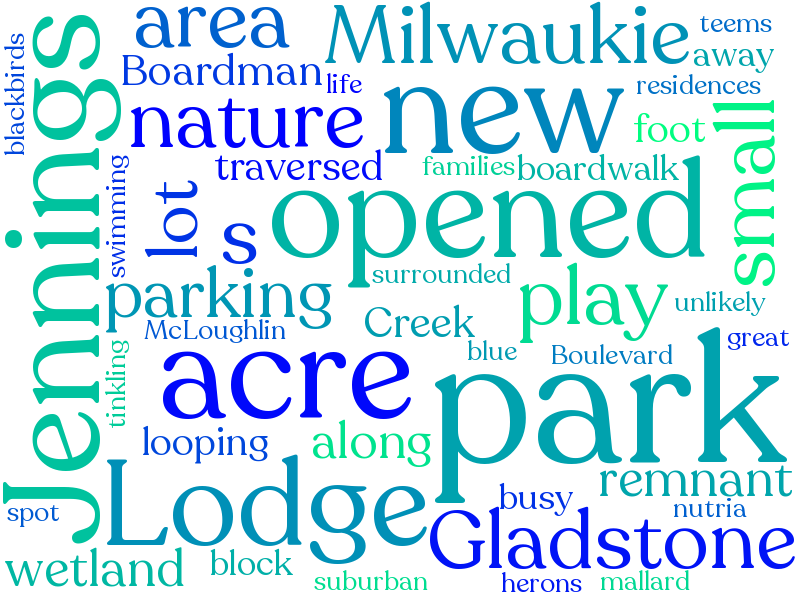 area
Milwaukie
teems
Boardman
away
life
residences
blackbirds
Jennings
nature
new
foot
small
traversed
families
boardwalk
swimming
lot
s
opened
surrounded
parking
play
unlikely
McLoughlin
Creek
great
tinkling
acre
blue
Boulevard
park
looping
along
Lodge
remnant
spot
busy
nutria
Gladstone
wetland
block
suburban
herons
mallard